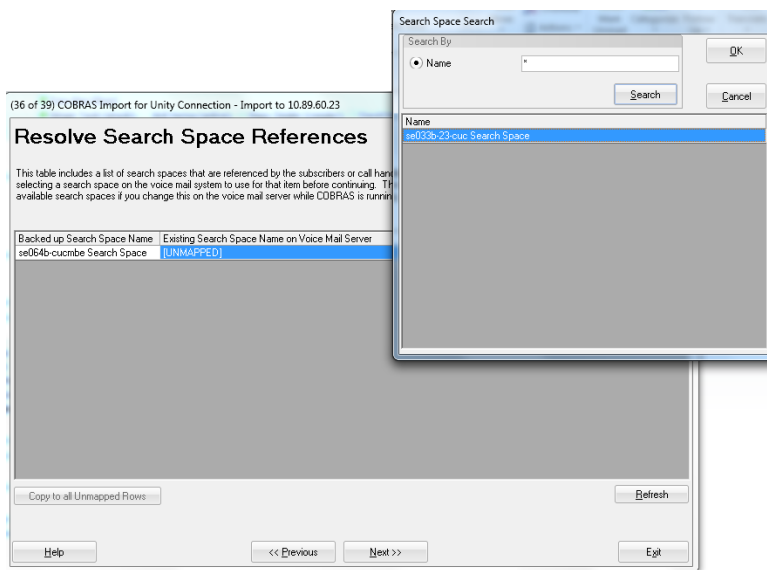 Search Space Search
Search By
Name
*
OK
Search
Cancel
Name
se033b-23-cuc Search Space
(36 of 39) COBRAS Import for Unity Connection - Import to 10.89.60.23
Resolve Search Space References
This table includes a list of search spaces that are referenced by the subscribers or call han
selecting a search space on the voice mail system to use for that item before continuing. Th
available search spaces if you change this on the voice mail server while COBRAS is runnin
Backed up Search Space Name Existing Search Space Name on Voice Mail Server
se064b-cucmbe Search Space [UNMAPPED]
Copy to all Unmapped Rows
Refresh
Help
<< Previous
Next >>
Exit